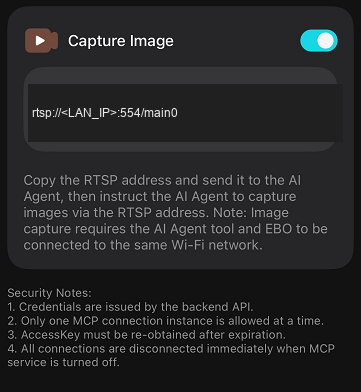 Capture Image
rtsp://<LAN_IP>:554/main0
Copy the RTSP address and send it to the AI
Agent, then instruct the AI Agent to capture
images via the RTSP address. Note: Image
capture requires the AI Agent tool and EBO to be
connected to the same Wi-Fi network.
Security Notes:
1. Credentials are issued by the backend API.
2. Only one MCP connection instance is allowed at a time.
3. AccessKey must be re-obtained after expiration.
4. All connections are disconnected immediately when MCP
service is turned off.